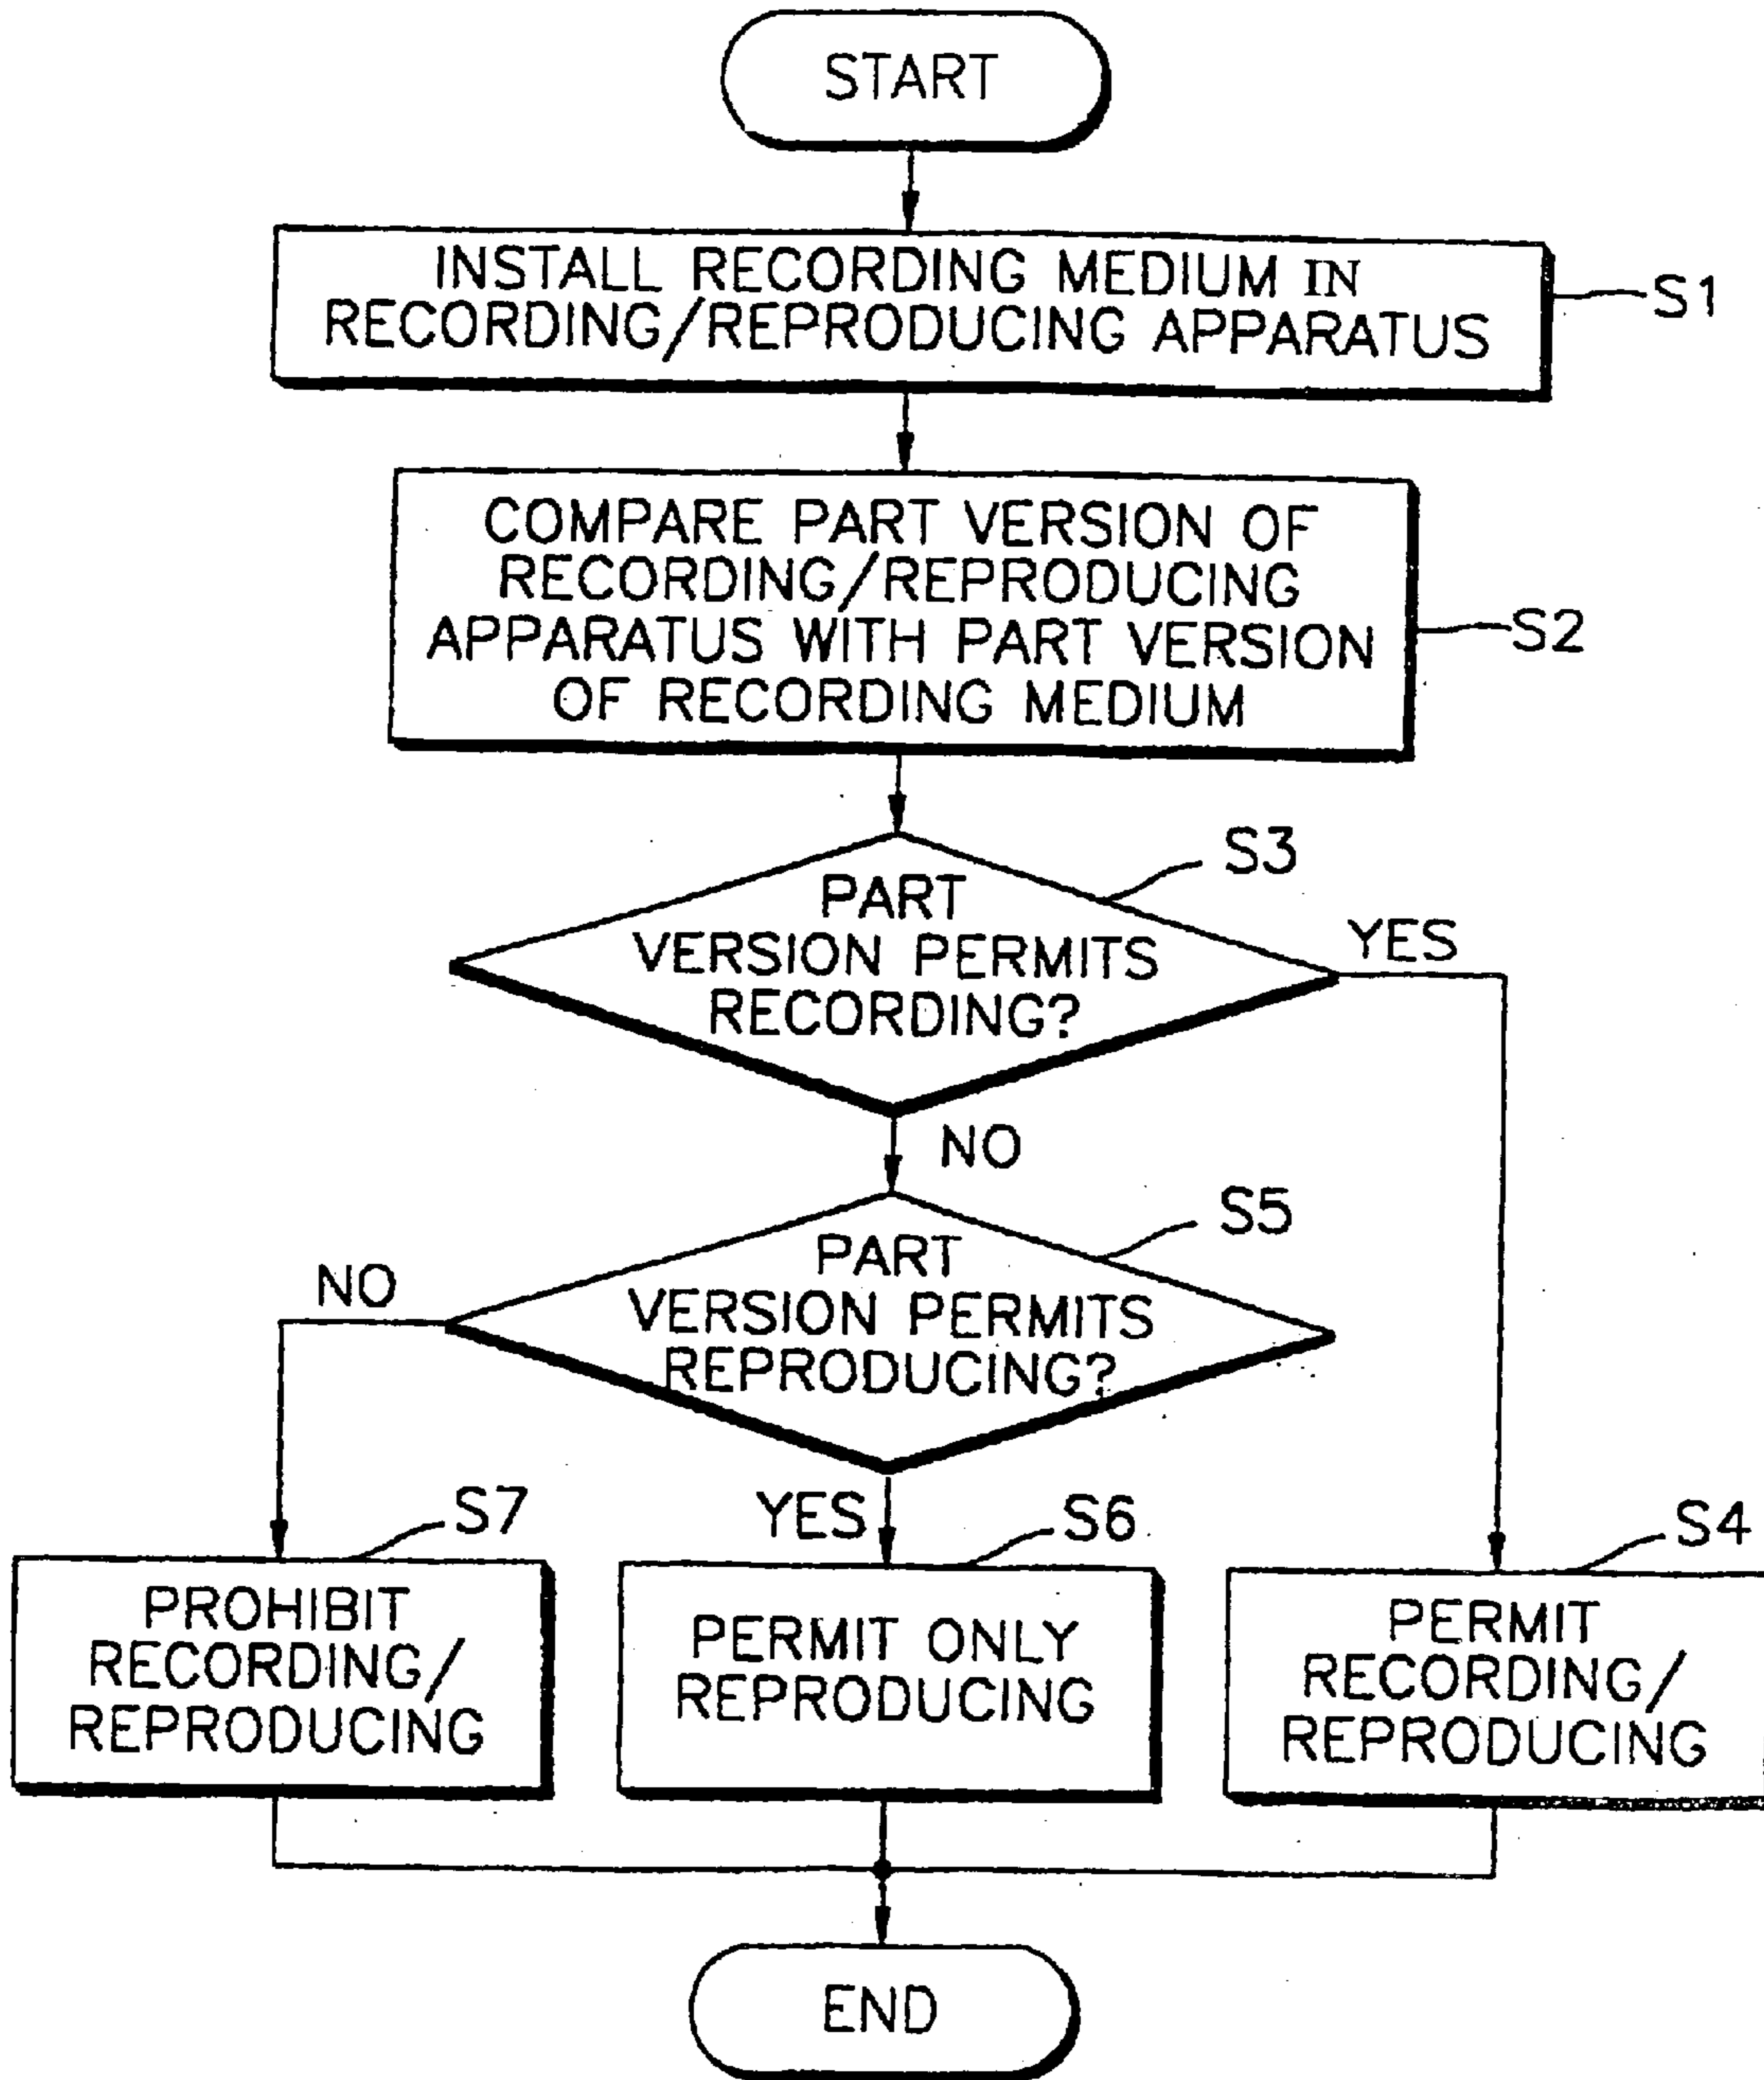 START
INSTALL RECORDING MEDIUM IN
RECORDING/REPRODUCING APPARATUS
S1
COMPARE PART VERSION OF
RECORDING/REPRODUCING
APPARATUS WITH PART VERSION
OF RECORDING MEDIUM
S2
S3
PART
VERSION PERMITS
RECORDING?
YES
NO
S5
PART
VERSION PERMITS
REPRODUCING?
NO
YES
S7
PROHIBIT
RECORDING/
REPRODUCING
S6
PERMIT ONLY
REPRODUCING
S4
PERMIT
RECORDING/
REPRODUCING
END